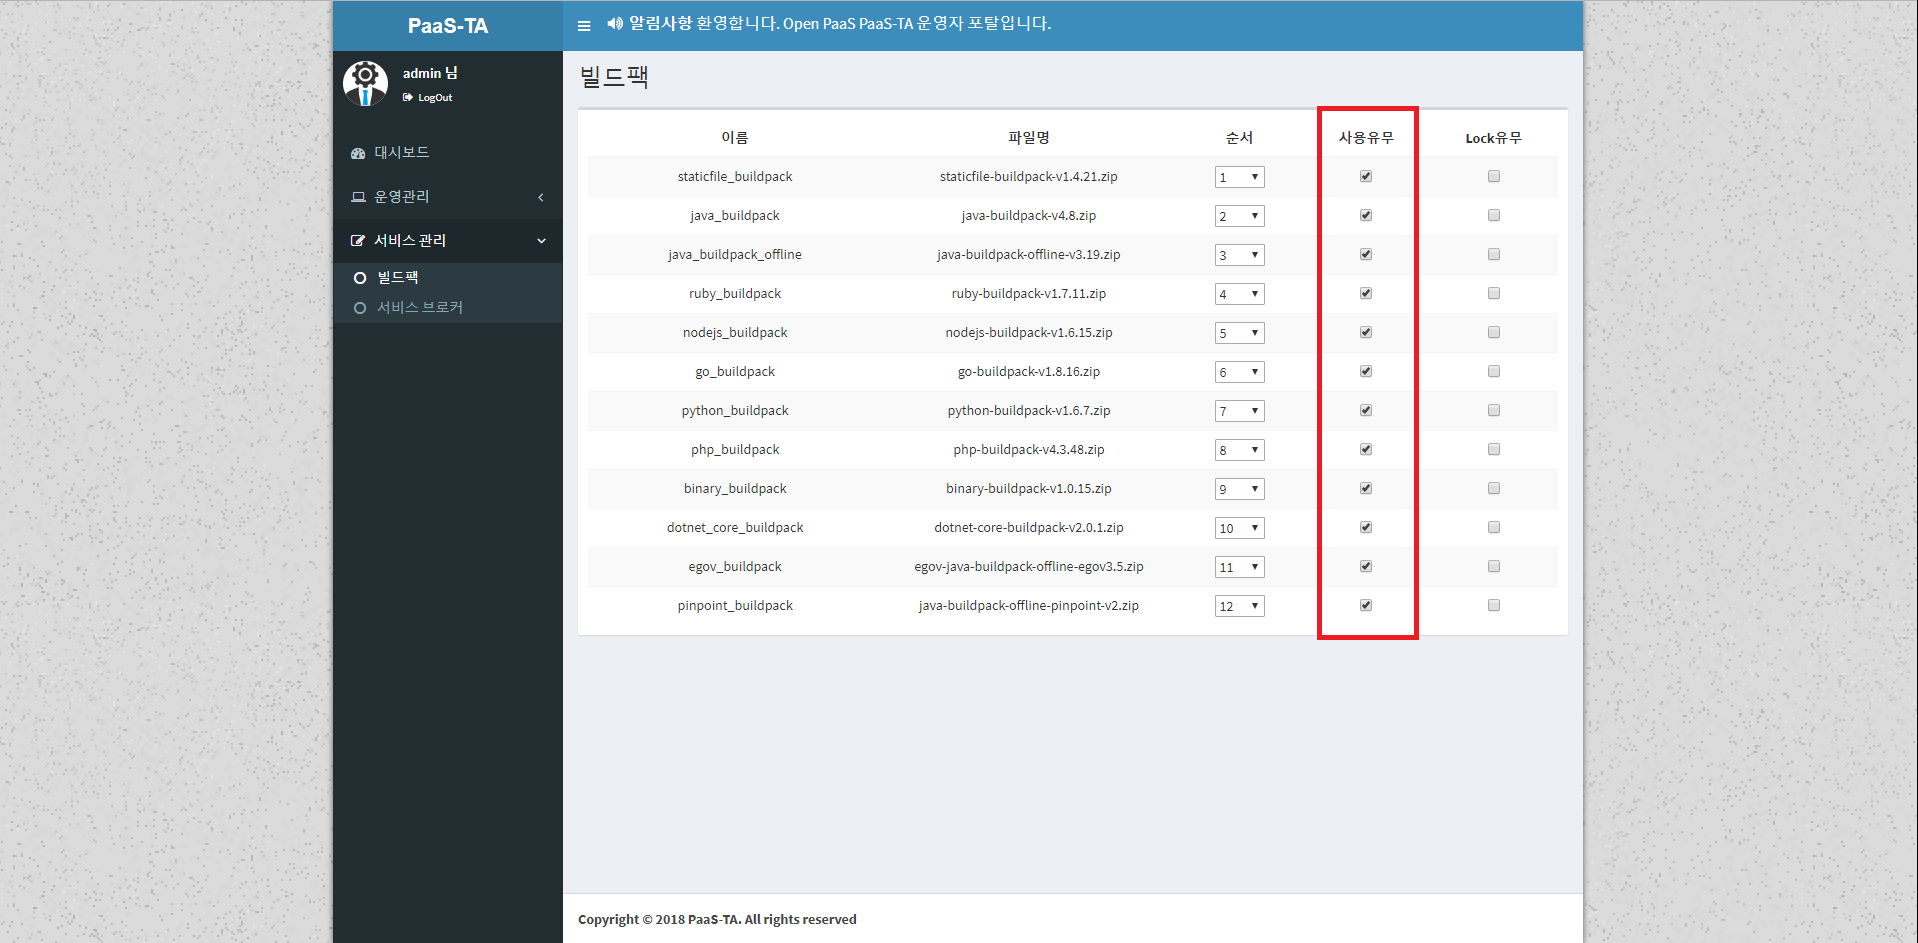 PaaS-TA
알림사항 환영합니다. Open PaaS PaaS-TA 운영자 포탈입니다.
admin 님
LogOut
대시보드
운영관리
서비스 관리
빌드팩
서비스 브로커
빌드팩
이름 파일명 순서 사용유무 Lock유무
staticfile_buildpack staticfile-buildpack-v1.4.21.zip 1
java_buildpack java-buildpack-v4.8.zip 2
java_buildpack_offline java-buildpack-offline-v3.19.zip 3
ruby_buildpack ruby-buildpack-v1.7.11.zip 4
nodejs_buildpack nodejs-buildpack-v1.6.15.zip 5
go_buildpack go-buildpack-v1.8.16.zip 6
python_buildpack python-buildpack-v1.6.7.zip 7
php_buildpack php-buildpack-v4.3.48.zip 8
binary_buildpack binary-buildpack-v1.0.15.zip 9
dotnet_core_buildpack dotnet-core-buildpack-v2.0.1.zip 10
egov_buildpack egov-java-buildpack-offline-egov3.5.zip 11
pinpoint_buildpack java-buildpack-offline-pinpoint-v2.zip 12
Copyright © 2018 PaaS-TA. All rights reserved